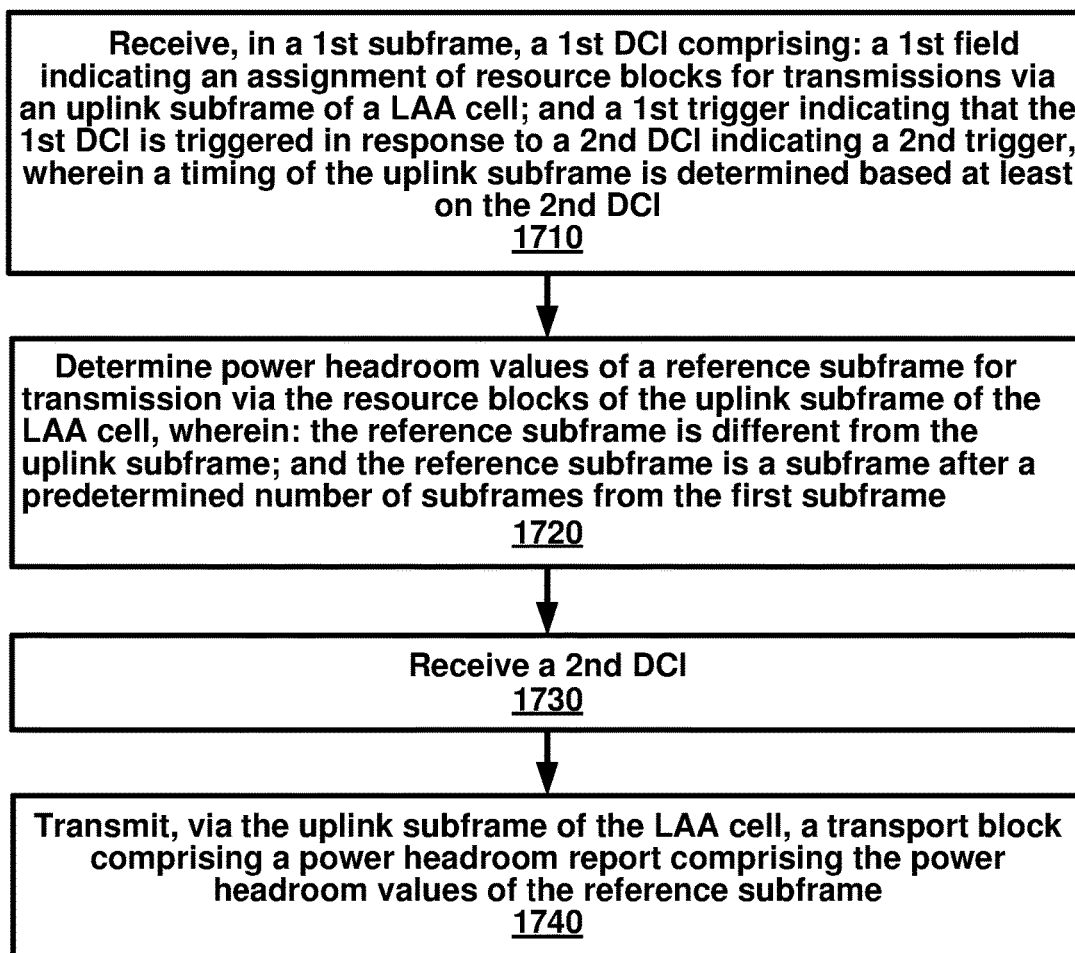 Receive, in a 1st subframe, a 1st DCI comprising: a 1st field
indicating an assignment of resource blocks for transmissions via
an uplink subframe of a LAA cell; and a 1st trigger indicating that the
1st DCI is triggered in response to a 2nd DCI indicating a 2nd trigger,
wherein a timing of the uplink subframe is determined based at least
on the 2nd DCI
1710
Determine power headroom values of a reference subframe for
transmission via the resource blocks of the uplink subframe of the
LAA cell, wherein: the reference subframe is different from the
uplink subframe; and the reference subframe is a subframe after a
predetermined number of subframes from the first subframe
1720
Receive a 2nd DCI
1730
Transmit, via the uplink subframe of the LAA cell, a transport block
comprising a power headroom report comprising the power
headroom values of the reference subframe
1740